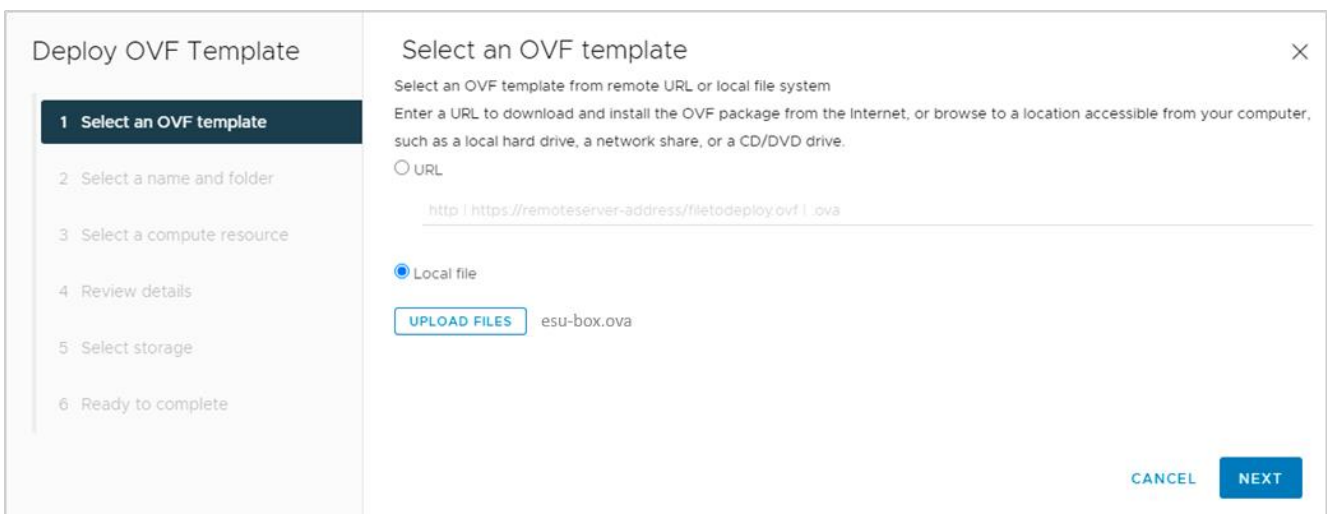 Deploy OVF Template
1 Select an OVF template
2 Select a name and folder
3 Select a compute resource
4 Review details
5 Select storage
6 Ready to complete
Select an OVF template
Select an OVF template from remote URL or local file system
Enter a URL to download and install the OVF package from the Internet, or browse to a location accessible from your computer,
such as a local hard drive, a network share, or a CD/DVD drive.
URL
http | https://remoteserver-address/filetodeploy.ovf | .ova
Local file
UPLOAD FILES esu-box.ova
CANCEL NEXT